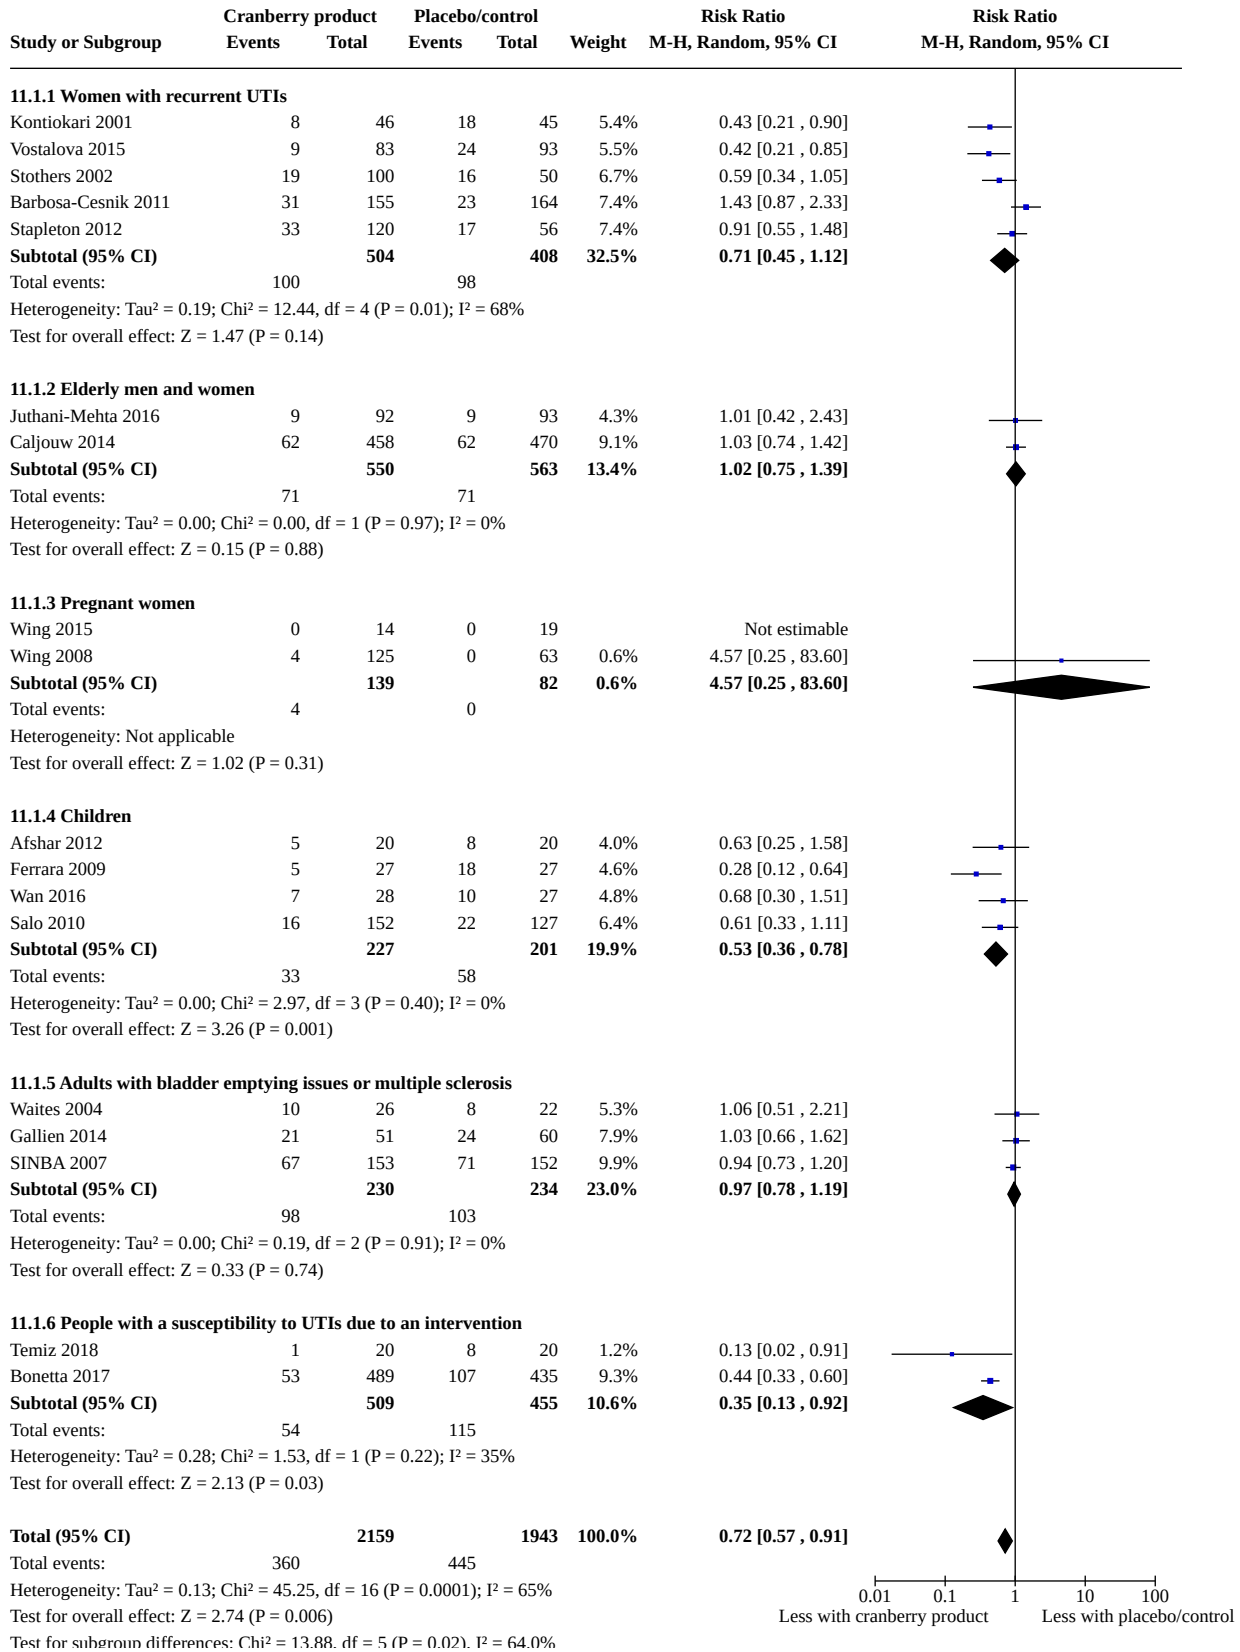 Cranberry product Placebo/control Risk Ratio Risk Ratio
Study or Subgroup Events Total Events Total Weight M-H, Random, 95% CI M-H, Random, 95% CI
11.1.1 Women with recurrent UTIs
Kontiokari 2001 8 46 18 45 5.4% 0.43 [0.21 , 0.90]
Vostalova 2015 9 83 24 93 5.5% 0.42 [0.21 , 0.85]
Stothers 2002 19 100 16 50 6.7% 0.59 [0.34 , 1.05]
Barbosa-Cesnik 2011 31 155 23 164 7.4% 1.43 [0.87 , 2.33]
Stapleton 2012 33 120 17 56 7.4% 0.91 [0.55 , 1.48]
Subtotal (95% CI) 504 408 32.5% 0.71 [0.45 , 1.12]
Total events: 100 98
Heterogeneity: Tau² = 0.19; Chi² = 12.44, df = 4 (P = 0.01); I² = 68%
Test for overall effect: Z = 1.47 (P = 0.14)
11.1.2 Elderly men and women
Juthani-Mehta 2016 9 92 9 93 4.3% 1.01 [0.42 , 2.43]
Caljouw 2014 62 458 62 470 9.1% 1.03 [0.74 , 1.42]
Subtotal (95% CI) 550 563 13.4% 1.02 [0.75 , 1.39]
Total events: 71 71
Heterogeneity: Tau² = 0.00; Chi² = 0.00, df = 1 (P = 0.97); I² = 0%
Test for overall effect: Z = 0.15 (P = 0.88)
11.1.3 Pregnant women
Wing 2015 0 14 0 19 Not estimable
Wing 2008 4 125 0 63 0.6% 4.57 [0.25 , 83.60]
Subtotal (95% CI) 139 82 0.6% 4.57 [0.25 , 83.60]
Total events: 4 0
Heterogeneity: Not applicable
Test for overall effect: Z = 1.02 (P = 0.31)
11.1.4 Children
Afshar 2012 5 20 8 20 4.0% 0.63 [0.25 , 1.58]
Ferrara 2009 5 27 18 27 4.6% 0.28 [0.12 , 0.64]
Wan 2016 7 28 10 27 4.8% 0.68 [0.30 , 1.51]
Salo 2010 16 152 22 127 6.4% 0.61 [0.33 , 1.11]
Subtotal (95% CI) 227 201 19.9% 0.53 [0.36 , 0.78]
Total events: 33 58
Heterogeneity: Tau² = 0.00; Chi² = 2.97, df = 3 (P = 0.40); I² = 0%
Test for overall effect: Z = 3.26 (P = 0.001)
11.1.5 Adults with bladder emptying issues or multiple sclerosis
Waites 2004 10 26 8 22 5.3% 1.06 [0.51 , 2.21]
Gallien 2014 21 51 24 60 7.9% 1.03 [0.66 , 1.62]
SINBA 2007 67 153 71 152 9.9% 0.94 [0.73 , 1.20]
Subtotal (95% CI) 230 234 23.0% 0.97 [0.78 , 1.19]
Total events: 98 103
Heterogeneity: Tau² = 0.00; Chi² = 0.19, df = 2 (P = 0.91); I² = 0%
Test for overall effect: Z = 0.33 (P = 0.74)
11.1.6 People with a susceptibility to UTIs due to an intervention
Temiz 2018 1 20 8 20 1.2% 0.13 [0.02 , 0.91]
Bonetta 2017 53 489 107 435 9.3% 0.44 [0.33 , 0.60]
Subtotal (95% CI) 509 455 10.6% 0.35 [0.13 , 0.92]
Total events: 54 115
Heterogeneity: Tau² = 0.28; Chi² = 1.53, df = 1 (P = 0.22); I² = 35%
Test for overall effect: Z = 2.13 (P = 0.03)
Total (95% CI) 2159 1943 100.0% 0.72 [0.57 , 0.91]
Total events: 360 445
Heterogeneity: Tau² = 0.13; Chi² = 45.25, df = 16 (P = 0.0001); I² = 65%
0.01 0.1 1 10 100
Test for overall effect: Z = 2.74 (P = 0.006) Less with cranberry product Less with placebo/control
Test for subgroup differences: Chi² = 13.88, df = 5 (P = 0.02), I² = 64.0%